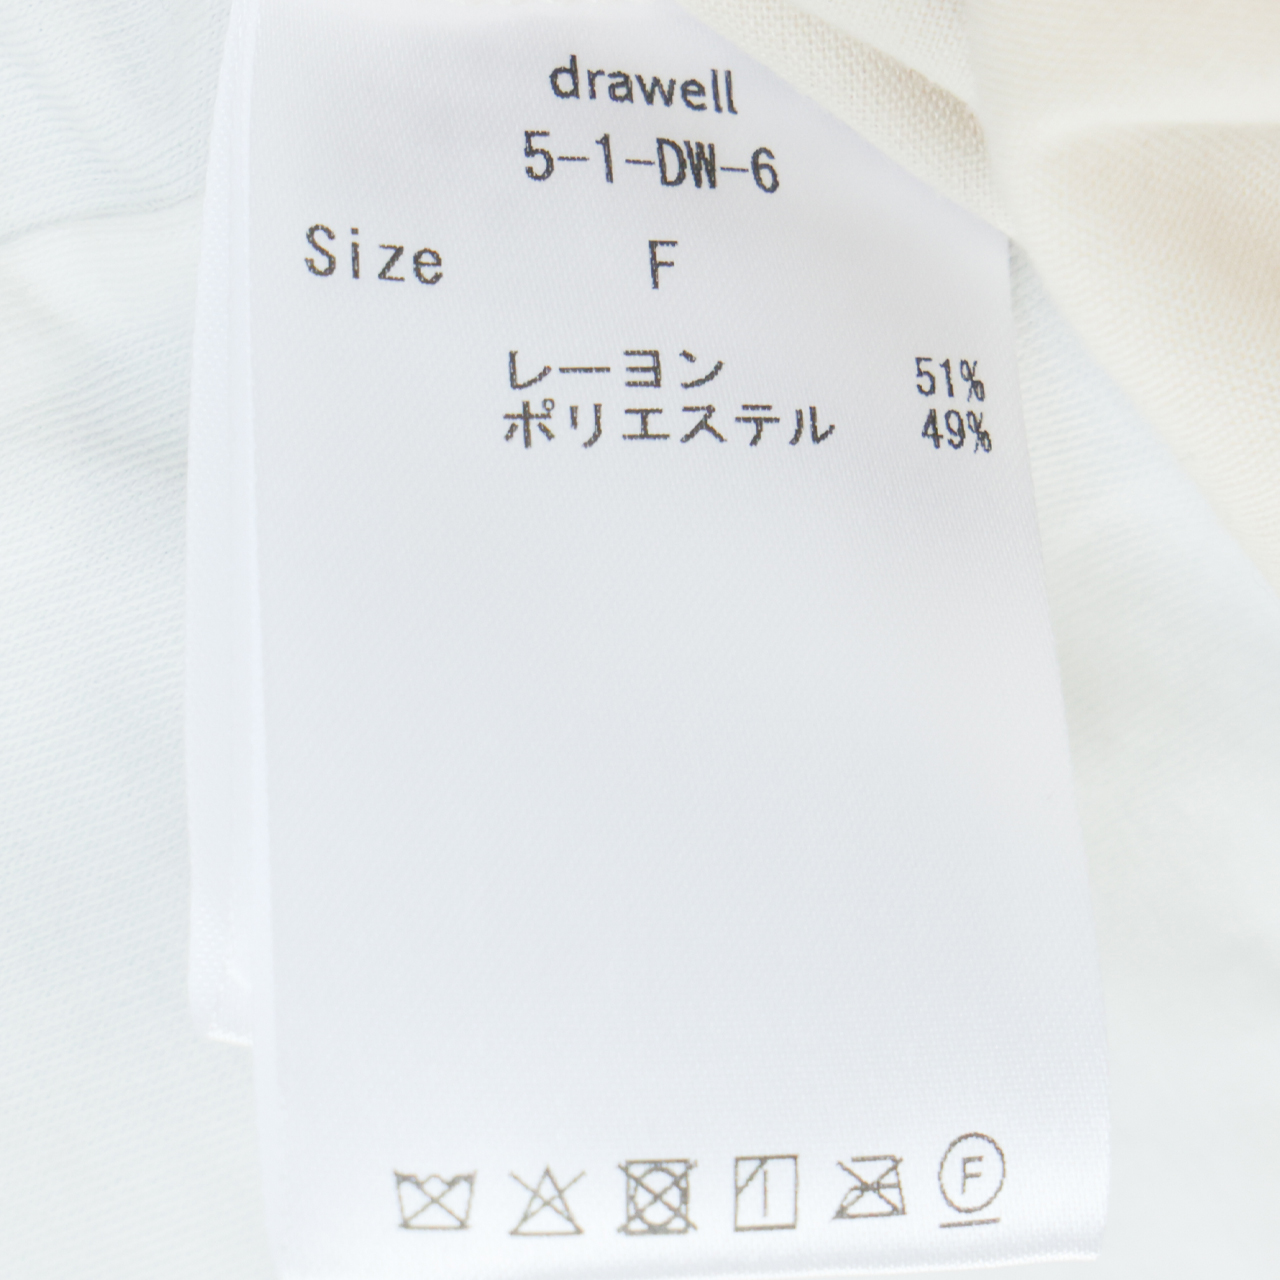 drawell
5-1-DW-6
Size F
レーヨン 51%
ポリエステル 49%
F